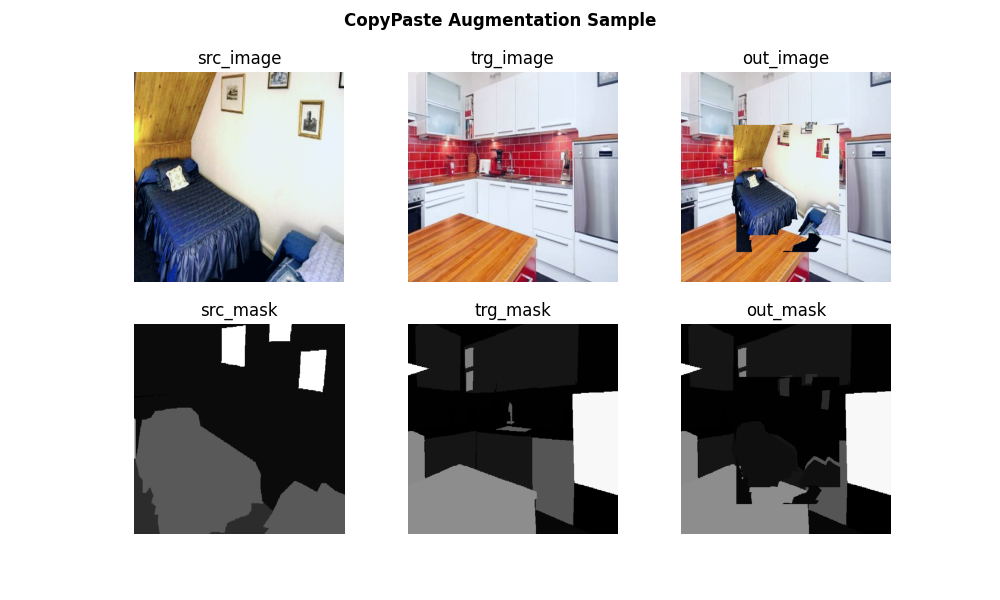 CopyPaste Augmentation Sample
src_image
trg_image
out_image
src_mask
trg_mask
out_mask